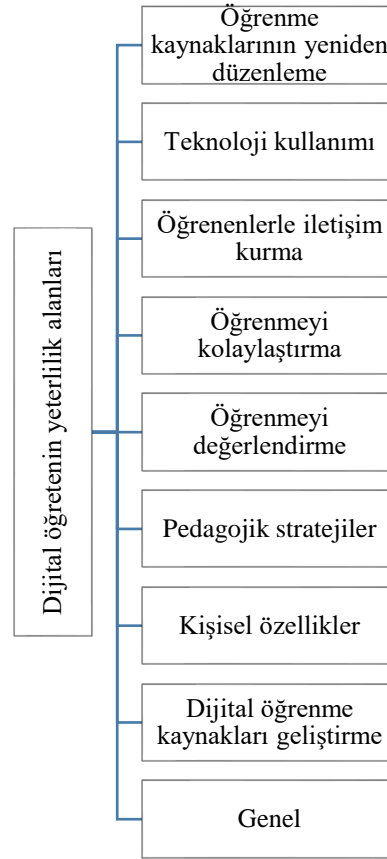 Öğrenme
kaynaklarının yeniden
düzenleme
Teknoloji kullanımı
Öğrenenlerle iletişim
kurma
Öğrenmeyi
kolaylaştırma
Öğrenmeyi
değerlendirme
Pedagojik stratejiler
Kişisel özellikler
Dijital öğrenme
kaynakları geliştirme
Genel
Dijital öğretenin yeterlilik alanları